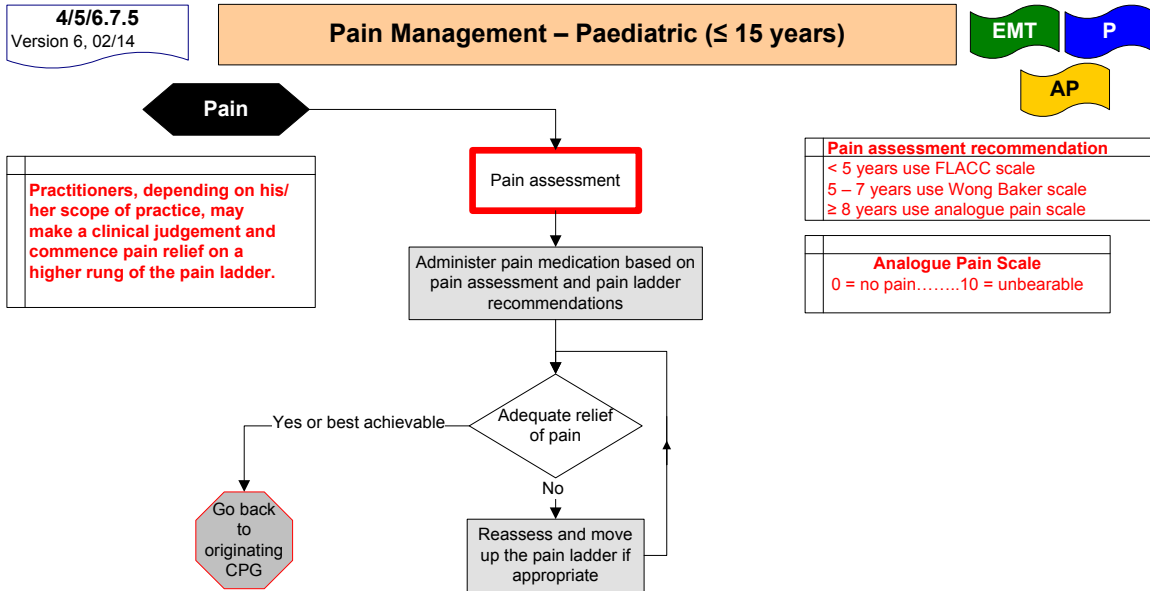 4/5/6.7.5
Version 6, 02/14
Pain Management – Paediatric (≤ 15 years)
EMT
P
AP
Pain
Practitioners, depending on his/
her scope of practice, may
make a clinical judgement and
commence pain relief on a
higher rung of the pain ladder.
Pain assessment
Pain assessment recommendation
< 5 years use FLACC scale
5 – 7 years use Wong Baker scale
≥ 8 years use analogue pain scale
Analogue Pain Scale
0 = no pain……..10 = unbearable
Administer pain medication based on
pain assessment and pain ladder
recommendations
Adequate relief
of pain
Yes or best achievable
No
Go back
to
originating
CPG
Reassess and move
up the pain ladder if
appropriate